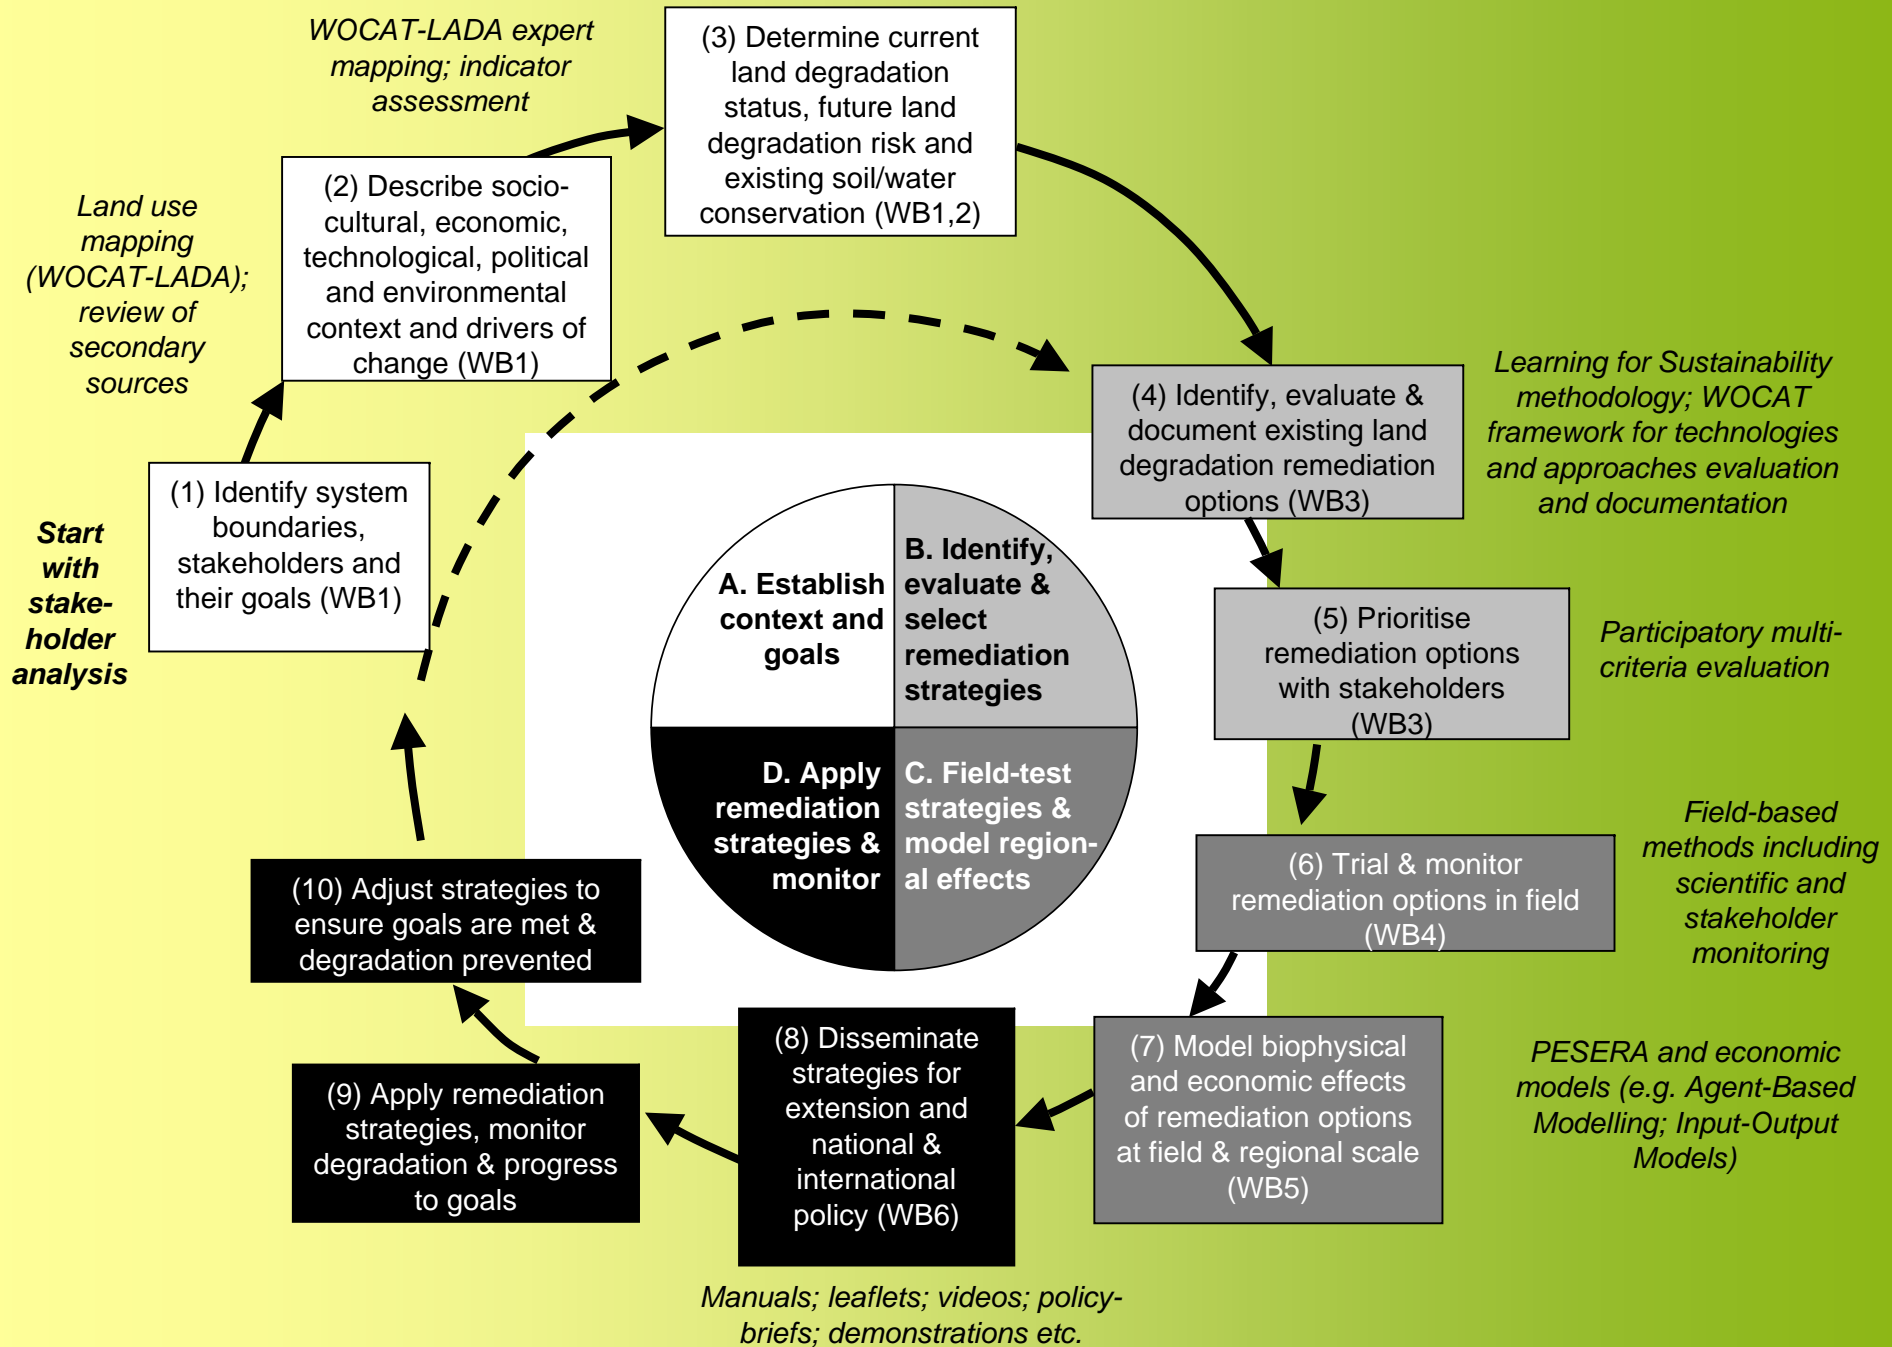 WOCAT-LADA expert
mapping; indicator
assessment
(3) Determine current
land degradation
status, future land
degradation risk and
existing soil/water
conservation (WB1,2)
Land use
mapping
(WOCAT-LADA);
review of
secondary
sources
(2) Describe socio-
cultural, economic,
technological, political
and environmental
context and drivers of
change (WB1)
Start
with
stake-
holder
analysis
(1) Identify system
boundaries,
stakeholders and
their goals (WB1)
(4) Identify, evaluate &
document existing land
degradation remediation
options (WB3)
Learning for Sustainability
methodology; WOCAT
framework for technologies
and approaches evaluation
and documentation
A. Establish
context and
goals
B. Identify,
evaluate &
select
remediation
strategies
D. Apply
remediation
strategies &
monitor
C. Field-test
strategies &
model region-
al effects
(5) Prioritise
remediation options
with stakeholders
(WB3)
Participatory multi-
criteria evaluation
(6) Trial & monitor
remediation options in field
(WB4)
Field-based
methods including
scientific and
stakeholder
monitoring
(7) Model biophysical
and economic effects
of remediation options
at field & regional scale
(WB5)
PESERA and economic
models (e.g. Agent-Based
Modelling; Input-Output
Models)
(8) Disseminate
strategies for
extension and
national &
international
policy (WB6)
Manuals; leaflets; videos; policy-
briefs; demonstrations etc.
(9) Apply remediation
strategies, monitor
degradation & progress
to goals
(10) Adjust strategies to
ensure goals are met &
degradation prevented